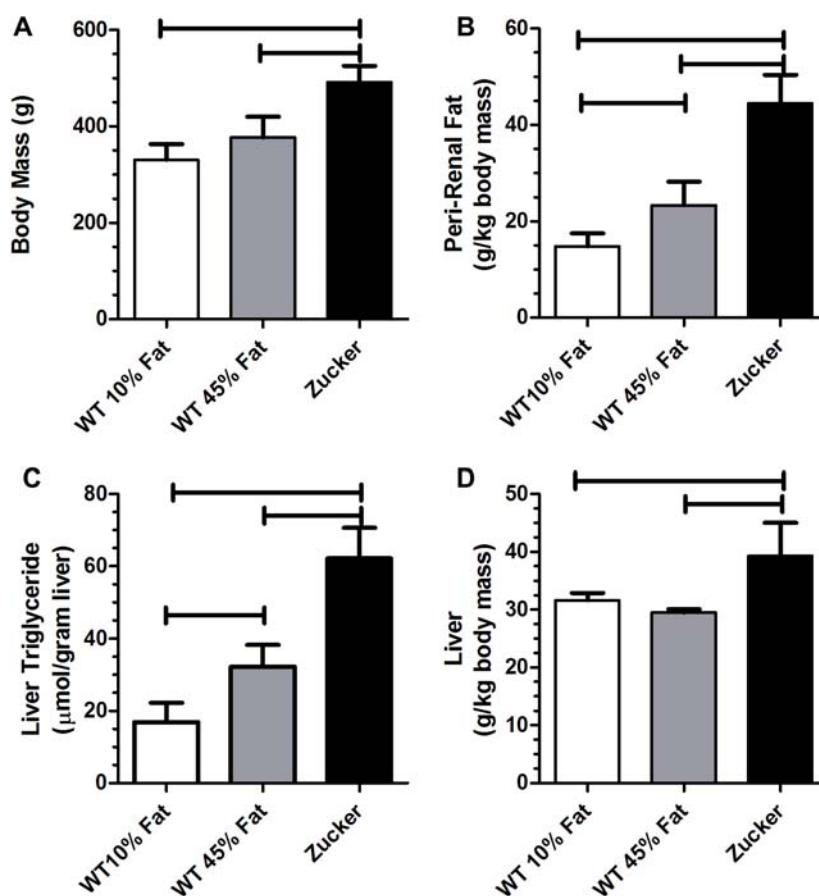 A
Body Mass (g)
600
400
200
0
WT 10% Fat
WT 45% Fat
Zucker
B
Peri-Renal Fat
(g/kg body mass)
60
40
20
0
WT10% Fat
WT 45% Fat
Zucker
C
Liver Triglyceride
(μmol/gram liver)
80
60
40
20
0
WT10% Fat
WT 45% Fat
Zucker
D
Liver
(g/kg body mass)
50
40
30
20
10
0
WT 10% Fat
WT 45% Fat
Zucker